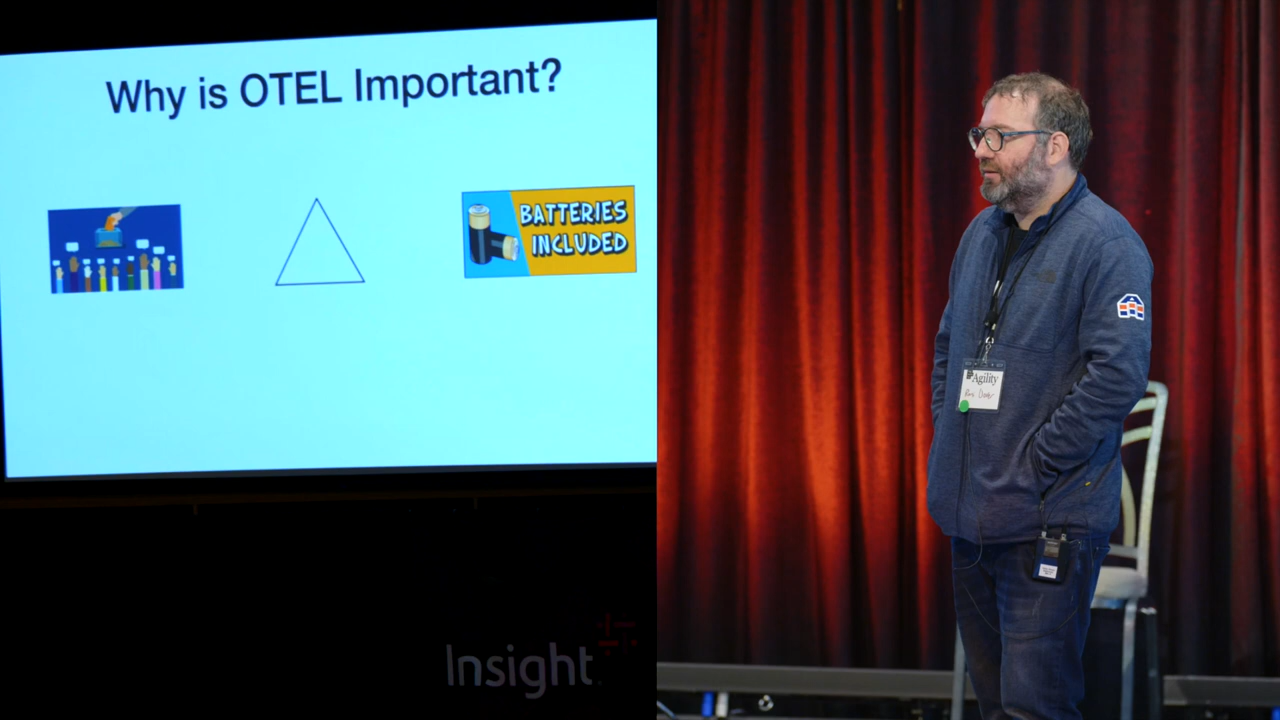 Why is OTEL Important?
BATTERIES
INCLUDED
Insight
Agility